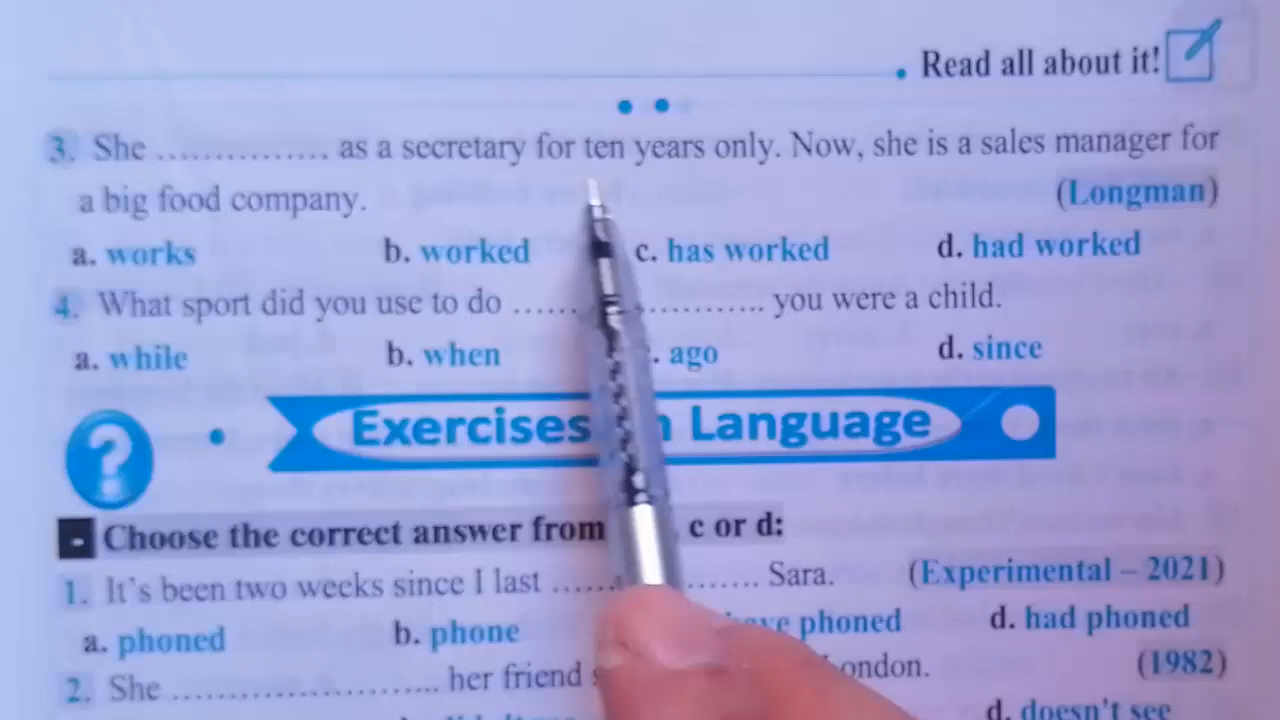 Read all about it!
3. She ............... as a secretary for ten years only. Now, she is a sales manager for
a big food company. (Longman)
a. works b. worked c. has worked d. had worked
4. What sport did you use to do ...... ............ you were a child.
a. while b. when . ago d. since
Exercises Language
- Choose the correct answer from c or d:
1. It's been two weeks since I last ...... ....... Sara. (Experimental – 2021)
a. phoned b. phone phoned d. had phoned
2. She ....................... her friend London. (1982)
d. doesn't see